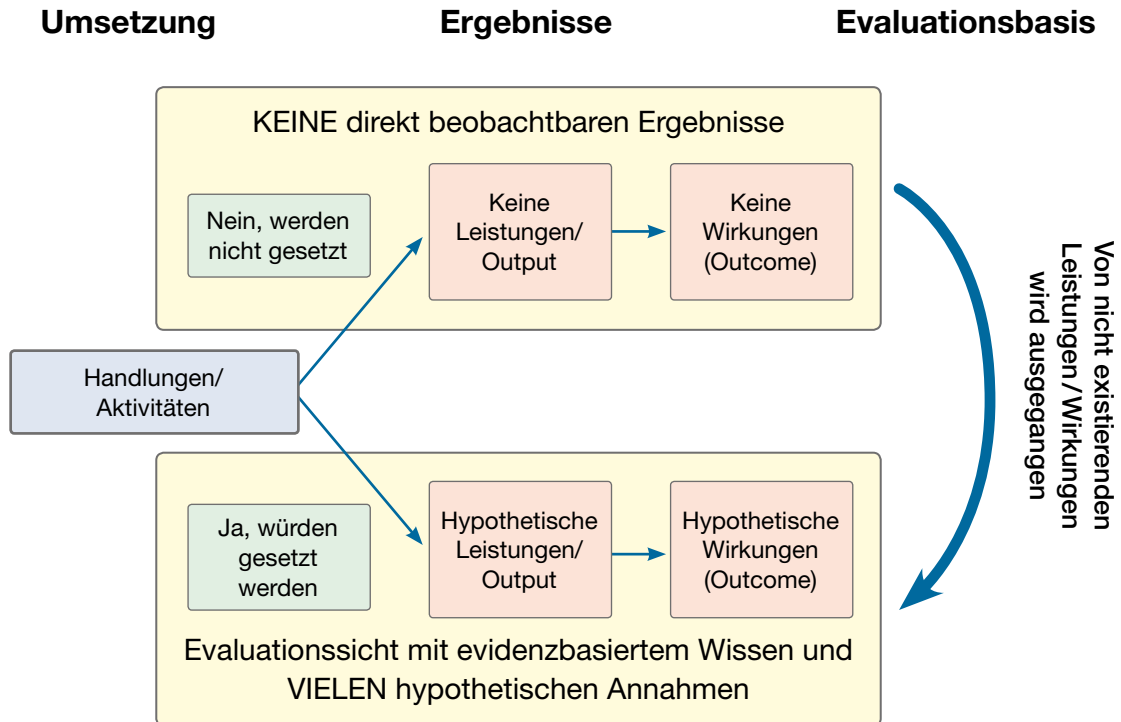 Umsetzung
Ergebnisse
Evaluationsbasis
KEINE direkt beobachtbaren Ergebnisse
Nein, werden
nicht gesetzt
Keine
Leistungen/
Output
Keine
Wirkungen
(Outcome)
Handlungen/
Aktivitäten
Ja, würden
gesetzt
werden
Hypothetische
Leistungen/
Output
Hypothetische
Wirkungen
(Outcome)
Evaluationssicht mit evidenzbasiertem Wissen und
VIELEN hypothetischen Annahmen
Von nicht existierenden
Leistungen/Wirkungen
wird ausgegangen